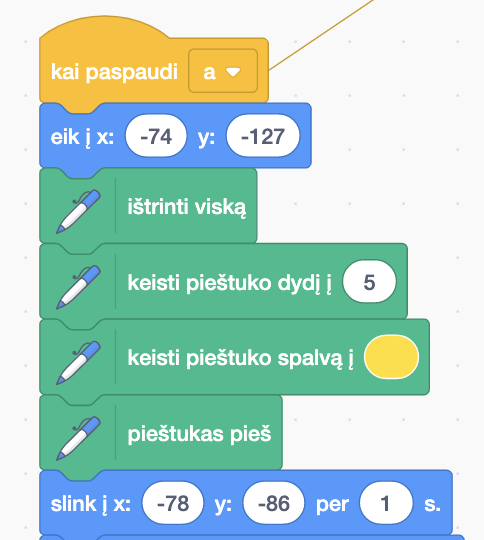 kai paspaudi a
eik į x: -74 y: -127
ištrinti viską
keisti pieštuko dydį į 5
keisti pieštuko spalvą į
pieštukas pieš
slink į x: -78 y: -86 per 1 s.